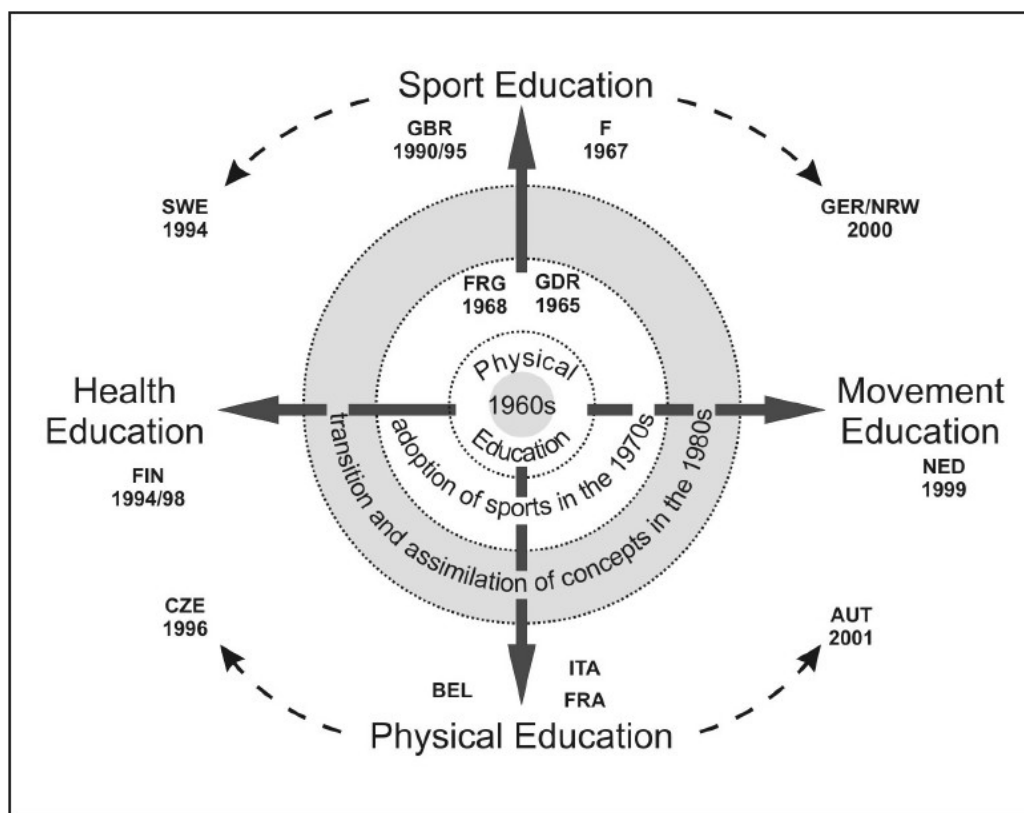 Sport Education
GBR
1990/95
F
1967
SWE
1994
GER/NRW
2000
FRG
1968
GDR
1965
Physical
1960s
Education
adoption of sports in the 1970s
transition and assimilation of concepts in the 1980s
Health
Education
FIN
1994/98
Movement
Education
NED
1999
CZE
1996
AUT
2001
BEL
ITA
FRA
Physical Education